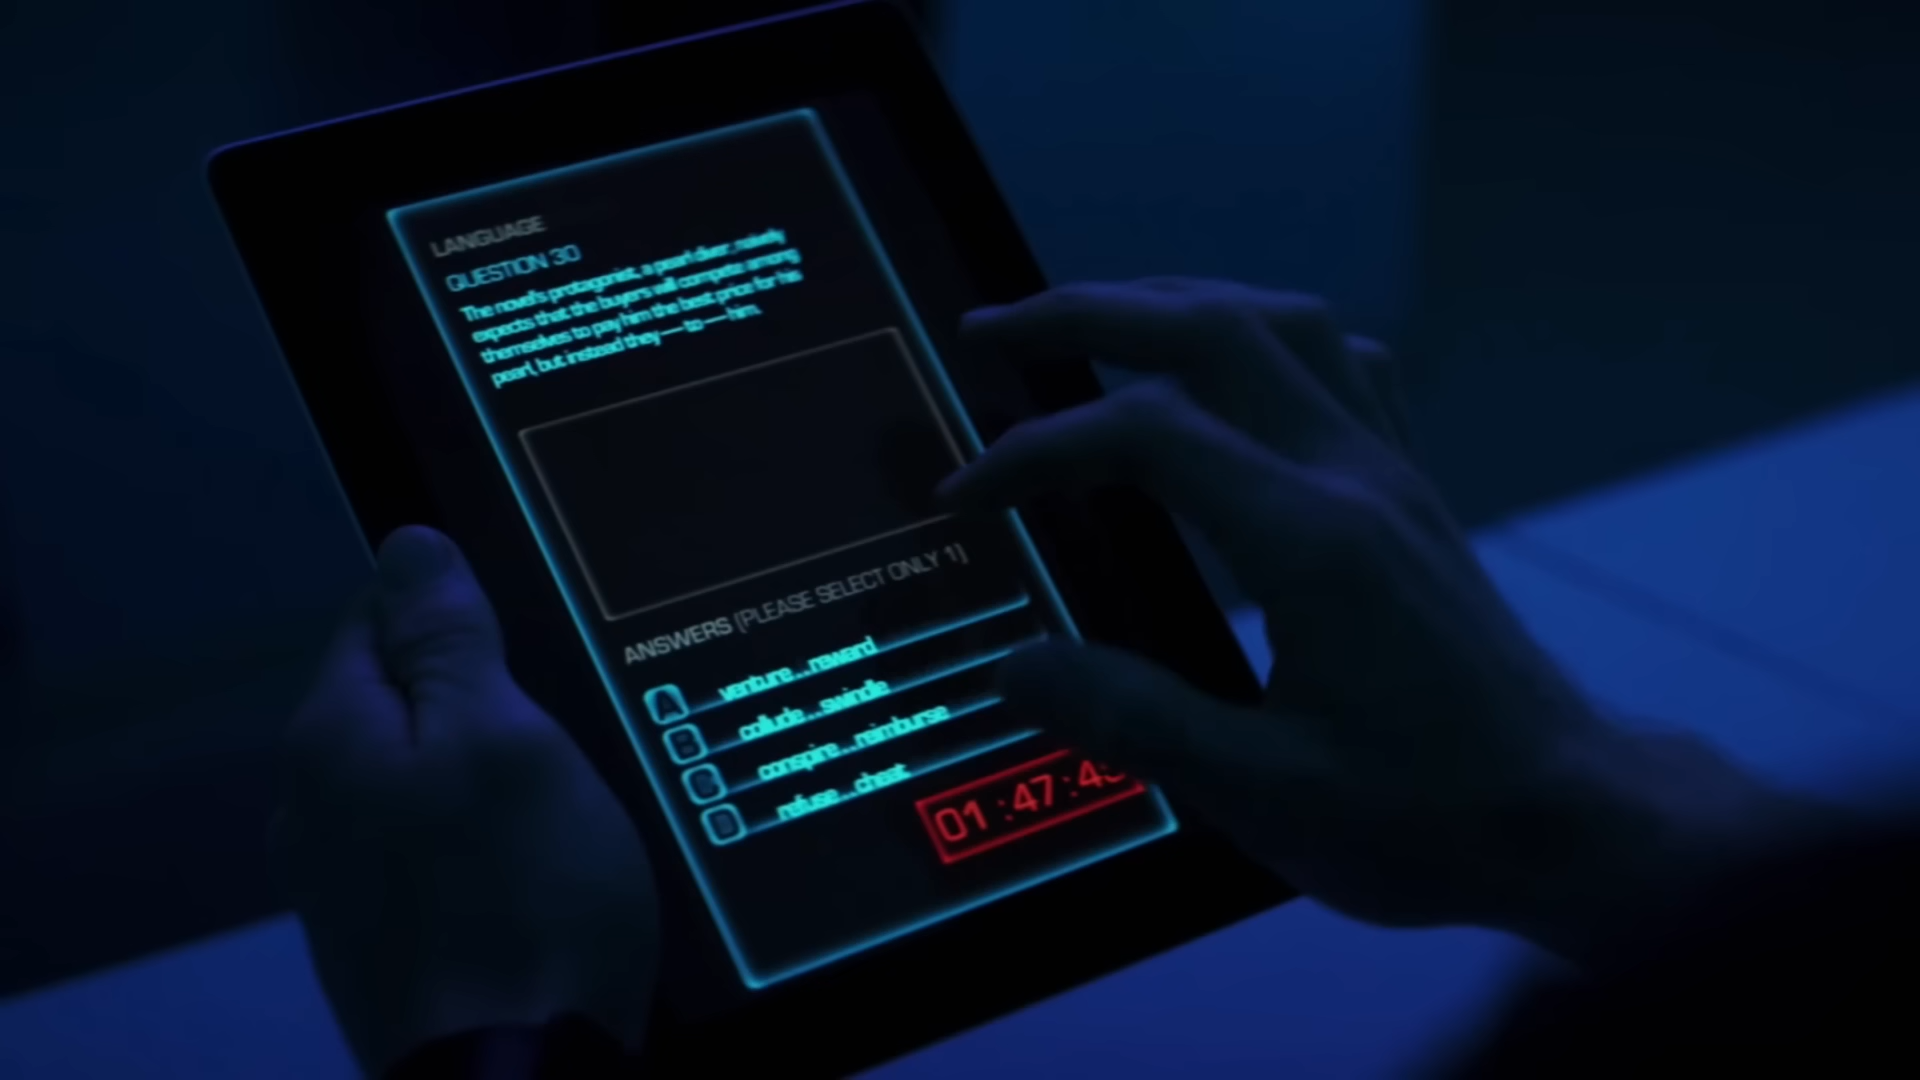 LANGUAGE
QUESTION 30
The novel's protagonist, a pearl diver, naively
expects that the buyers will compete among
themselves to pay him the best price for his
pearl, but instead they — to — him.
ANSWERS [PLEASE SELECT ONLY 1]
A venture...reward
B collude...swindle
C conspire...reimburse
D refuse...cheat
01:47:4